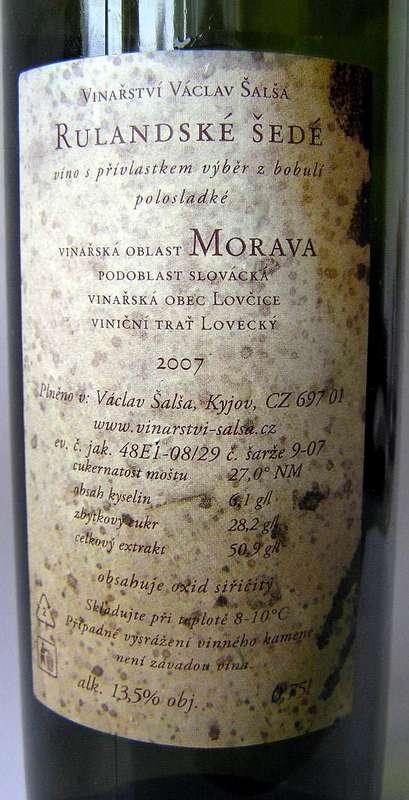 Vinařství Václav Šalša
Rulandské šedé
víno s přívlastkem výběr z bobulí
polosladké
vinařská oblast Morava
podoblast slovácká
vinařská obec Lovčice
viniční trať Lovecký
2007
Plněno v: Václav Šalša, Kyjov, CZ 697 01
www.vinarstvi-salsa.cz
ev. č. jak. 48E1-08/29 č. šarže 9-07
cukernatost moštu 27,0° NM
obsah kyselin 6,1 g/l
zbytkový cukr 28,2 g/l
celkový extrakt 50,9 g/l
obsahuje oxid siřičitý
Skladujte při teplotě 8-10°C
Případné vysrážení vinného kamene
není závadou vína.
alk. 13,5% obj. 0,75l